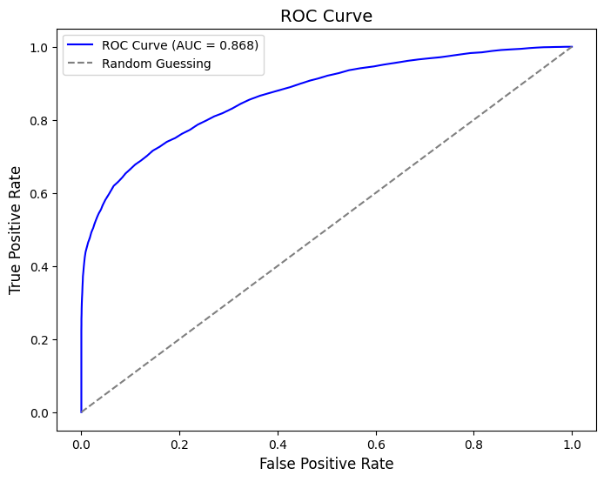 ROC Curve
ROC Curve (AUC = 0.868)
Random Guessing
True Positive Rate
1.0
0.8
0.6
0.4
0.2
0.0
0.0 0.2 0.4 0.6 0.8 1.0
False Positive Rate